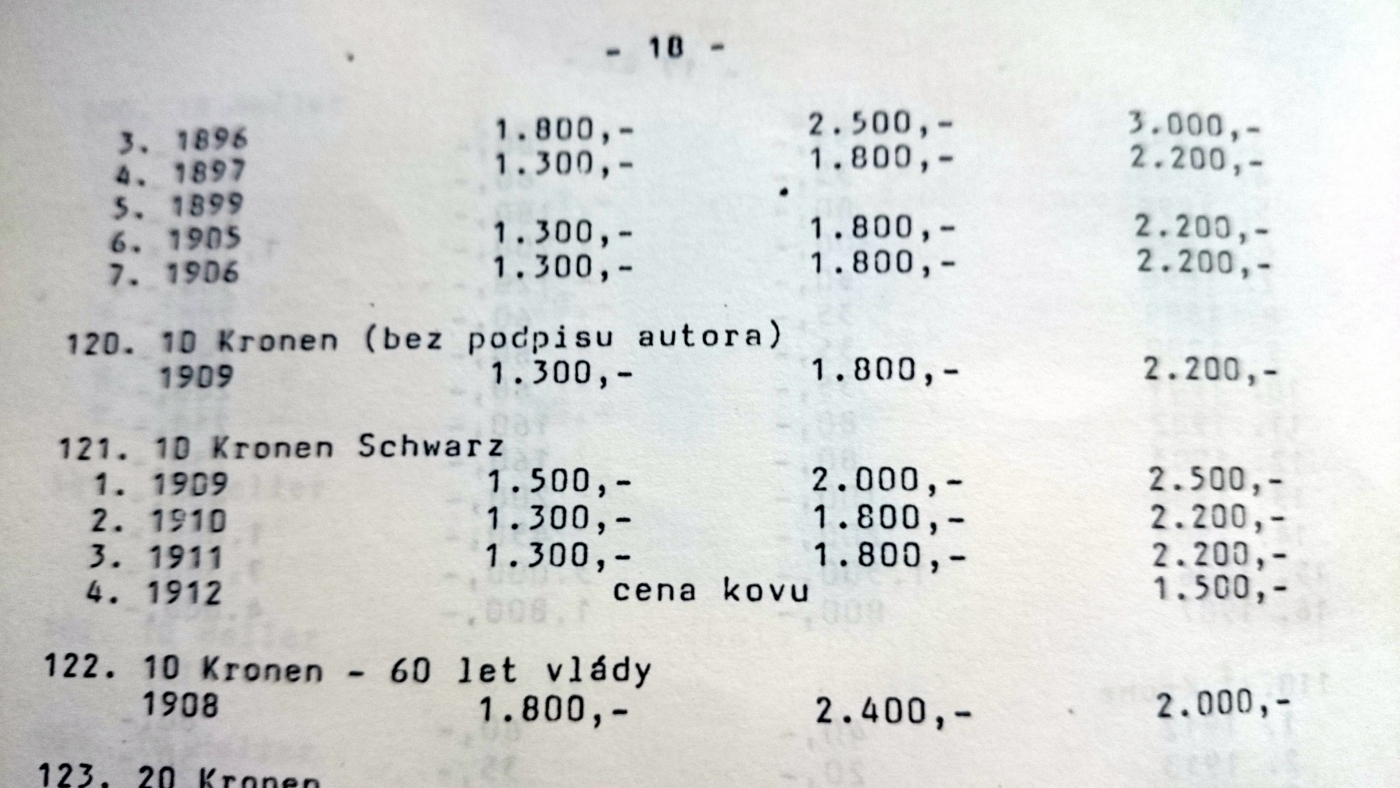 - 18 -
3. 1896 1.800,- 2.500,- 3.000,-
4. 1897 1.300,- 1.800,- 2.200,-
5. 1899
6. 1905 1.300,- 1.800,- 2.200,-
7. 1906 1.300,- 1.800,- 2.200,-
120. 10 Kronen (bez podpisu autora)
1909 1.300,- 1.800,- 2.200,-
121. 10 Kronen Schwarz
1. 1909 1.500,- 2.000,- 2.500,-
2. 1910 1.300,- 1.800,- 2.200,-
3. 1911 1.300,- 1.800,- 2.200,-
4. 1912 cena kovu 1.500,-
122. 10 Kronen - 60 let vlády
1908 1.800,- 2.400,- 2.000,-
123. 20 Kronen